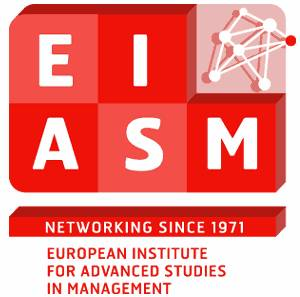 EI
ASM
NETWORKING SINCE 1971
EUROPEAN INSTITUTE
FOR ADVANCED STUDIES
IN MANAGEMENT